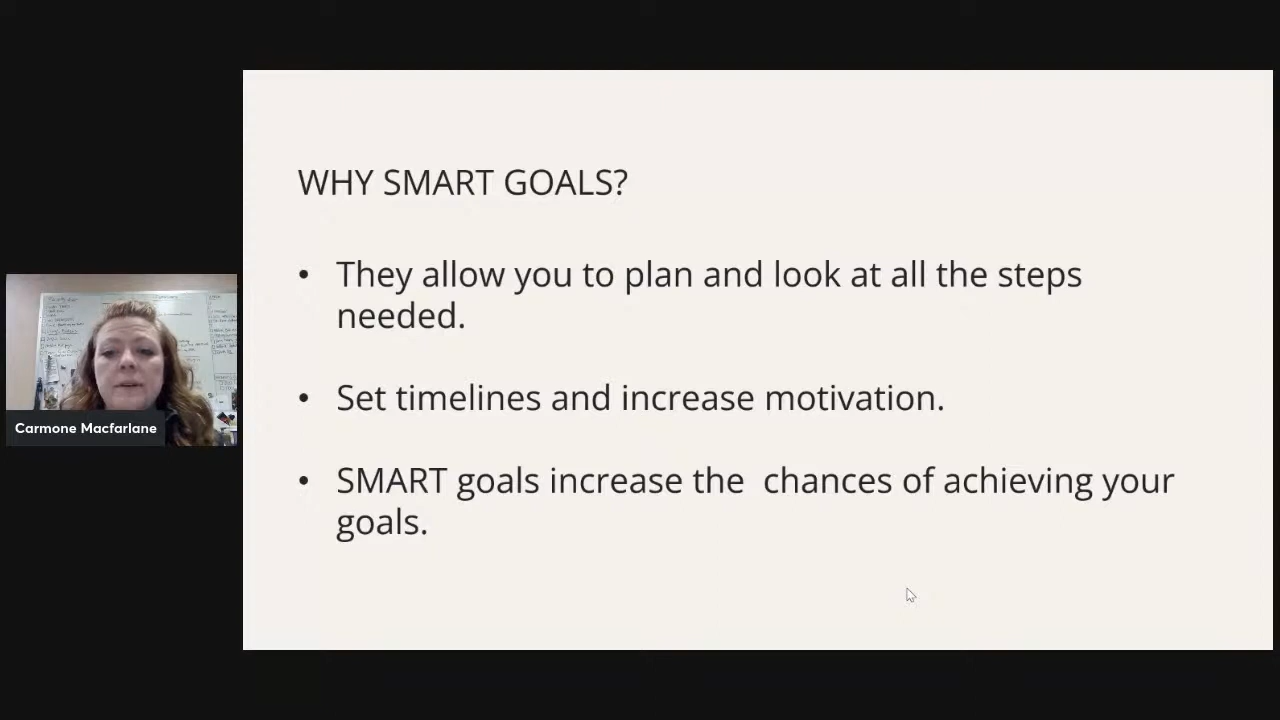 WHY SMART GOALS?
• They allow you to plan and look at all the steps
needed.
• Set timelines and increase motivation.
• SMART goals increase the  chances of achieving your
goals.
Carmone Macfarlane